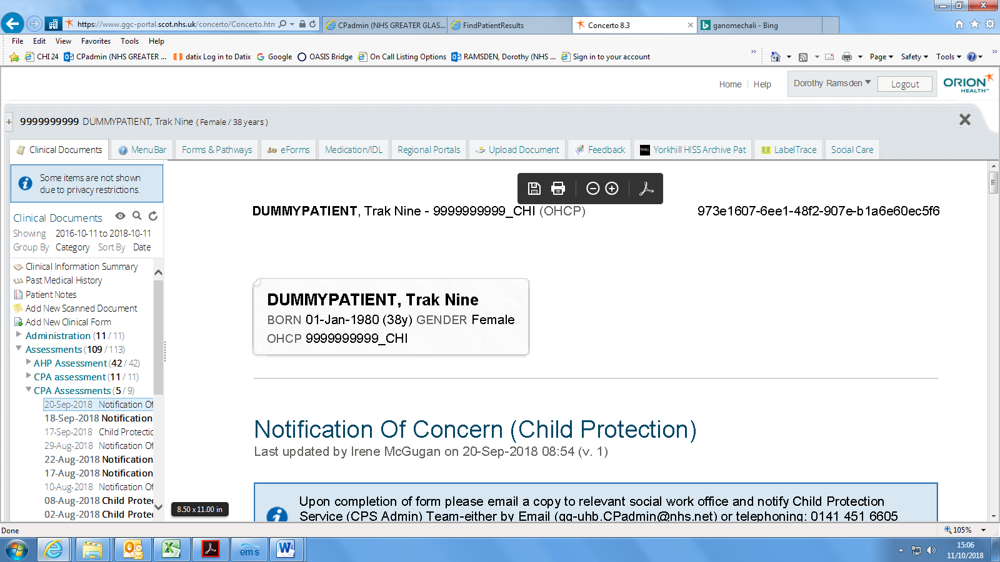 https://www.ggc-portal.scot.nhs.uk/concerto/Concerto.htm
CPadmin (NHS GREATER GLAS...
FindPatientResults
Concerto 8.3
ganomechali - Bing
File Edit View Favorites Tools Help
CHI 24 CPadmin (NHS GREATER ... datix Log in to Datix Google OASIS Bridge On Call Listing Options RAMSDEN, Dorothy (NHS ... Sign in to your account
Page Safety Tools
Home Help Dorothy Ramsden Logout ORION HEALTH™
9999999999 DUMMYPATIENT, Trak Nine ( Female / 38 years )
Clinical Documents MenuBar Forms & Pathways eForms Medication/IDL Regional Portals Upload Document Feedback YHILL Yorkhill HISS Archive Pat LabelTrace Social Care
Some items are not shown
due to privacy restrictions.
Clinical Documents
Showing 2016-10-11 to 2018-10-11
Group By Category Sort By Date
Clinical Information Summary
Past Medical History
Patient Notes
Add New Scanned Document
Add New Clinical Form
Administration (11 / 11)
Assessments (109 / 113)
AHP Assessment (42 / 42)
CPA assessment (11 / 11)
CPA Assessments (5 / 9)
20-Sep-2018 Notification Of
18-Sep-2018 Notification
17-Sep-2018 Child Protectic
29-Aug-2018 Notification Of
22-Aug-2018 Notification
17-Aug-2018 Notification
10-Aug-2018 Notification Of
08-Aug-2018 Child Protec
02-Aug-2018 Child Protec
DUMMYPATIENT, Trak Nine - 9999999999_CHI (OHCP)
973e1607-6ee1-48f2-907e-b1a6e60ec5f6
DUMMYPATIENT, Trak Nine
BORN 01-Jan-1980 (38y) GENDER Female
OHCP 9999999999_CHI
Notification Of Concern (Child Protection)
Last updated by Irene McGugan on 20-Sep-2018 08:54 (v. 1)
Upon completion of form please email a copy to relevant social work office and notify Child Protection
Service (CPS Admin) Team-either by Email (gg-uhb.CPadmin@nhs.net) or telephoning: 0141 451 6605
8.50 x 11.00 in
Done
105%
ems
15:06
11/10/2018